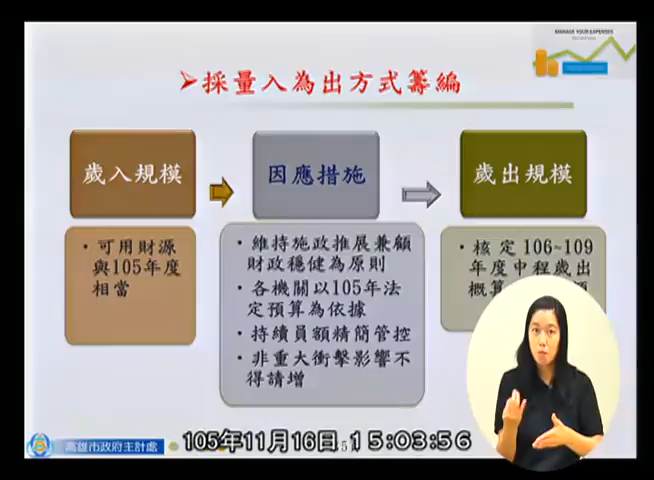 MANAGE YOUR EXPENSES
採量入為出方式籌編
歲入規模
• 可用財源
與105年度
相當
因應措施
• 維持施政推展兼顧
財政穩健為原則
• 各機關以105年法
定預算為依據
• 持續員額精簡管控
• 非重大衝擊影響不
得請增
歲出規模
• 核定106~109
年度中程歲出
概算
高雄市政府主計處
105年11月16日 15:03:56